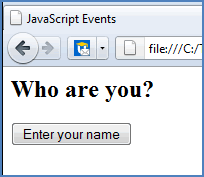 JavaScript Events
file:///C:/
Who are you?
Enter your name